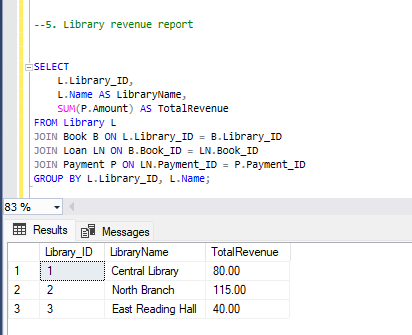 --5. Library revenue report
SELECT
L.Library_ID,
L.Name AS LibraryName,
SUM(P.Amount) AS TotalRevenue
FROM Library L
JOIN Book B ON L.Library_ID = B.Library_ID
JOIN Loan LN ON B.Book_ID = LN.Book_ID
JOIN Payment P ON LN.Payment_ID = P.Payment_ID
GROUP BY L.Library_ID, L.Name;
83 %
Results Messages
Library_ID LibraryName TotalRevenue
1 1 Central Library 80.00
2 2 North Branch 115.00
3 3 East Reading Hall 40.00